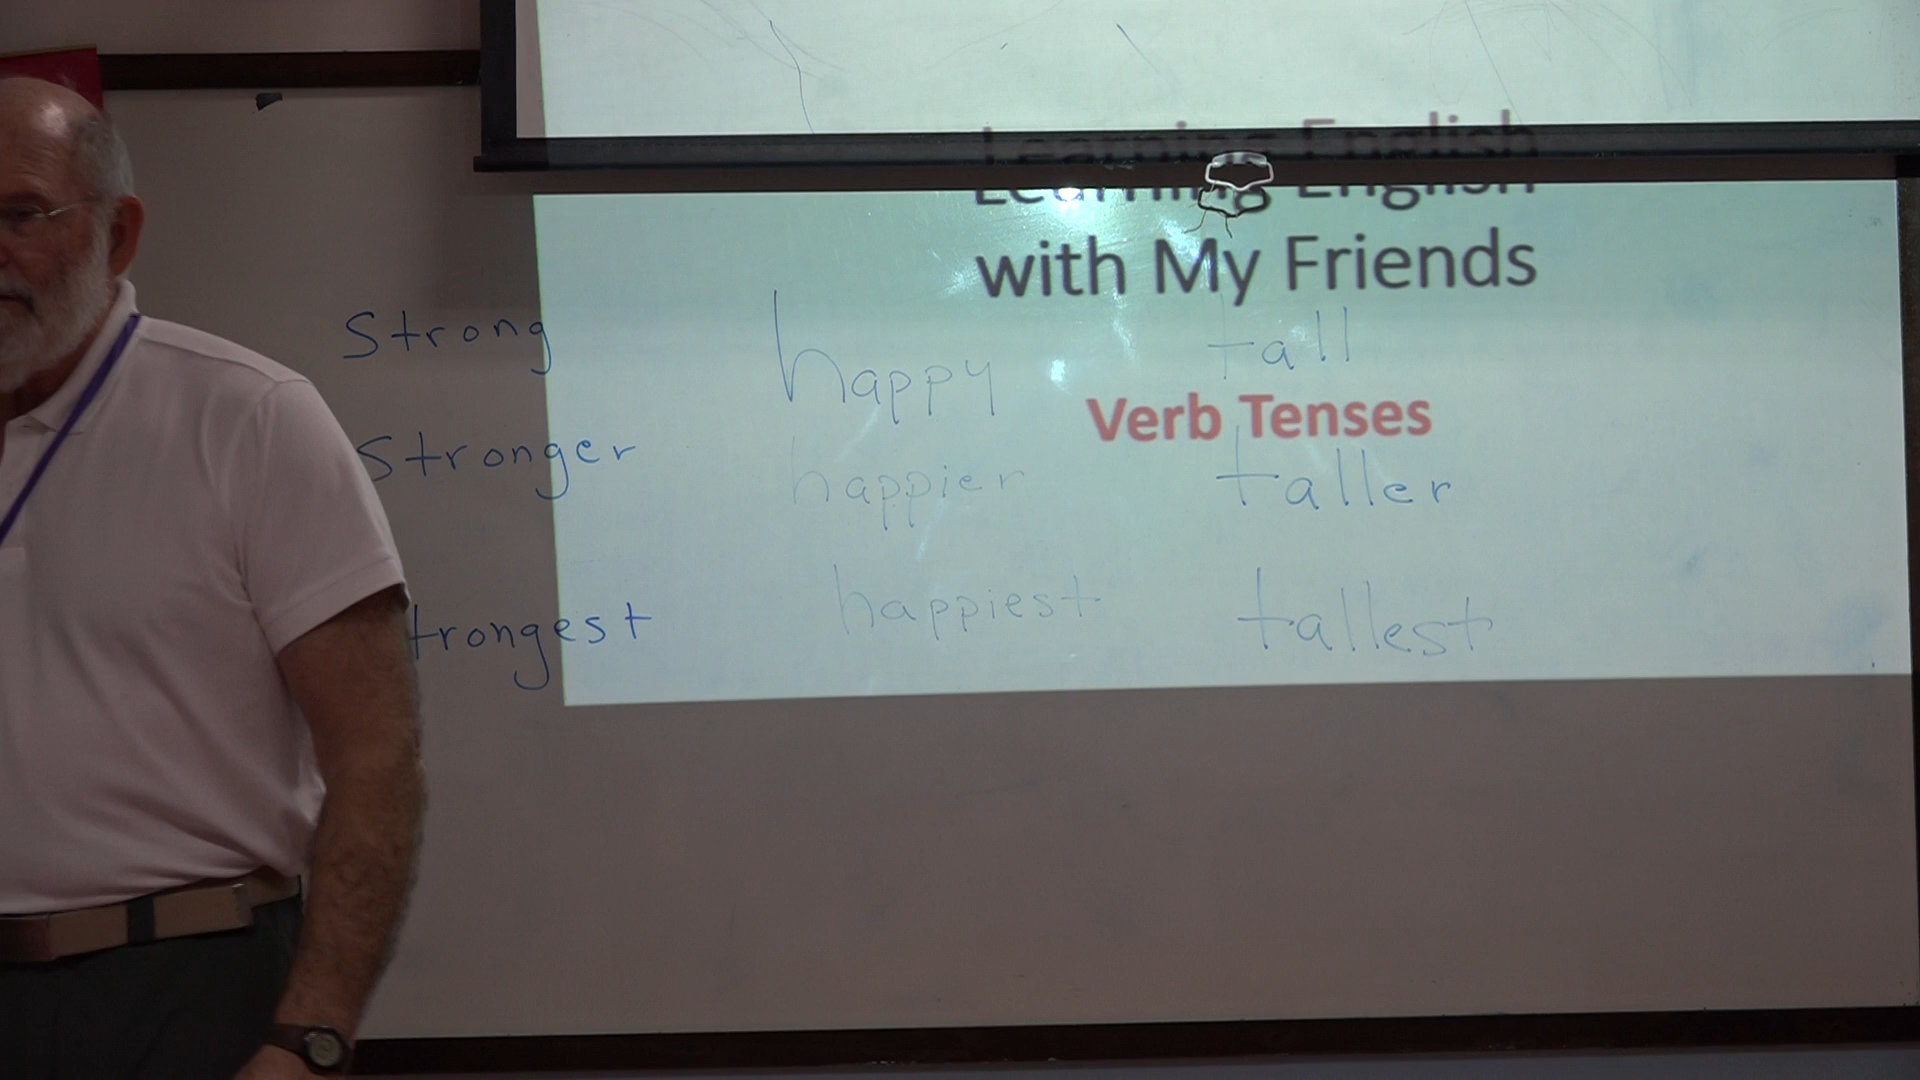 Learning English
with My Friends
Verb Tenses
Strong
Stronger
trongest
happy
happier
happiest
tall
taller
tallest